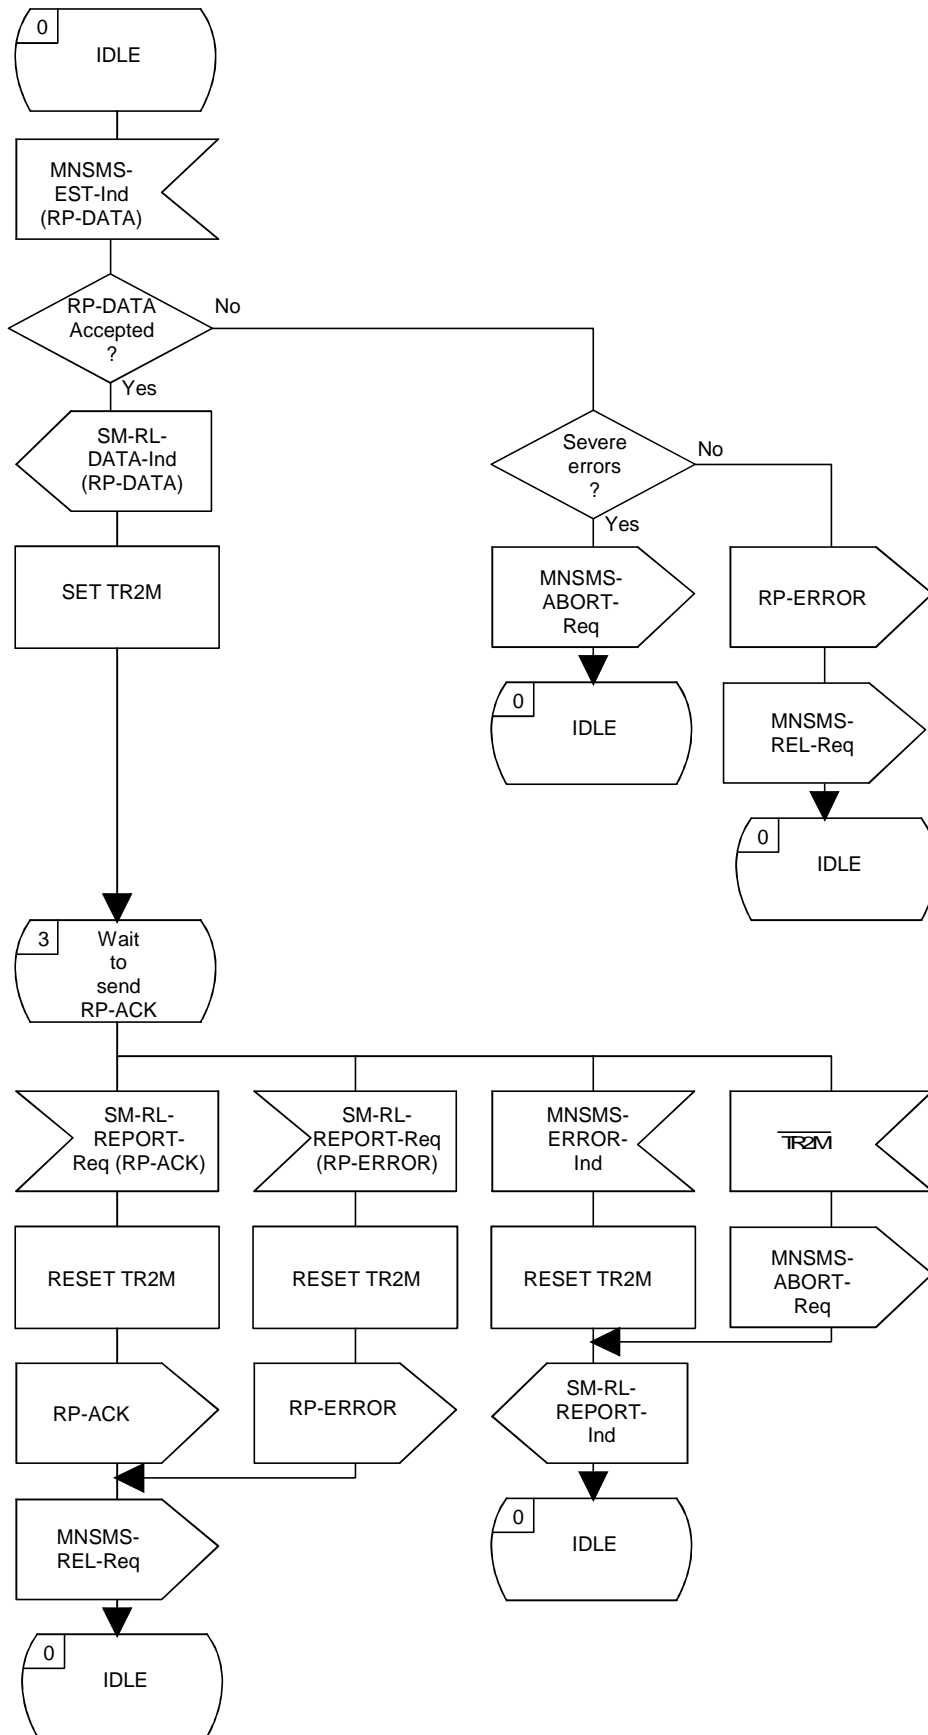 0
IDLE
MNSMS-
EST-Ind
(RP-DATA)
RP-DATA
Accepted
?
No
Yes
SM-RL-
DATA-Ind
(RP-DATA)
Severe
errors
?
No
Yes
SET TR2M
MNSMS-
ABORT-
Req
RP-ERROR
0
IDLE
MNSMS-
REL-Req
0
IDLE
3
Wait
to
send
RP-ACK
SM-RL-
REPORT-
Req (RP-ACK)
SM-RL-
REPORT-Req
(RP-ERROR)
MNSMS-
ERROR-
Ind
TR2M
RESET TR2M
RESET TR2M
RESET TR2M
MNSMS-
ABORT-
Req
RP-ACK
RP-ERROR
SM-RL-
REPORT-
Ind
MNSMS-
REL-Req
0
IDLE
0
IDLE